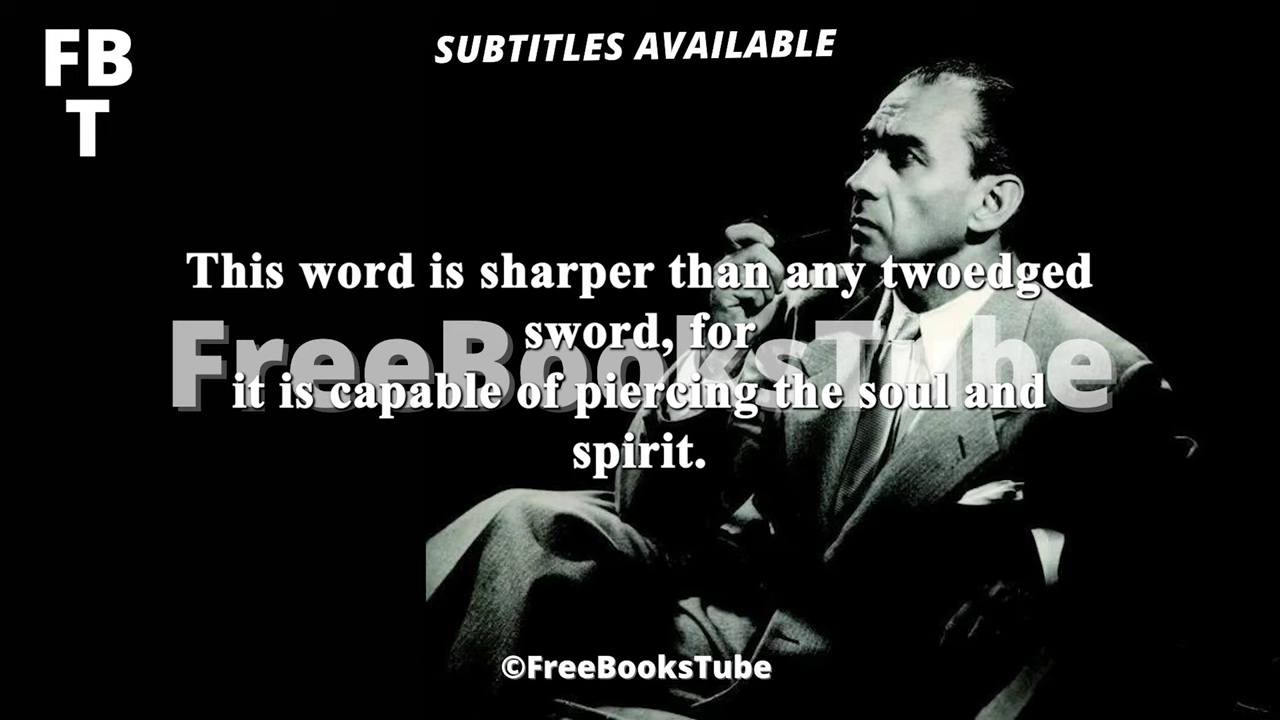 FB
T
SUBTITLES AVAILABLE
This word is sharper than any twoedged
sword, for
FreeBooksTube
it is capable of piercing the soul and
spirit.
©FreeBooksTube